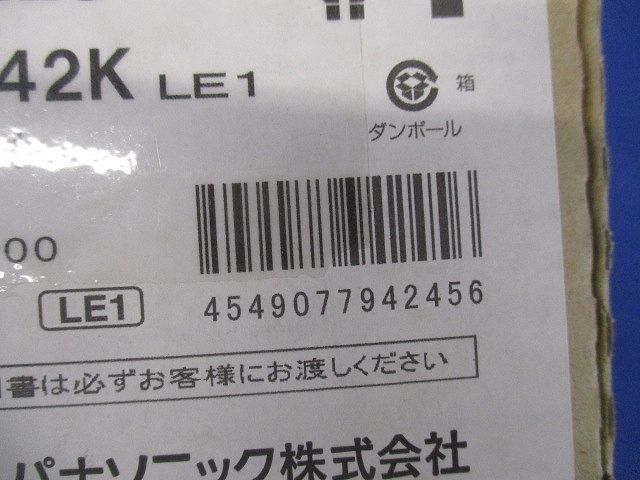 42K LE1
箱
ダンボール
00
LE1
4549077942456
書は必ずお客様にお渡しください
パナソニック株式会社